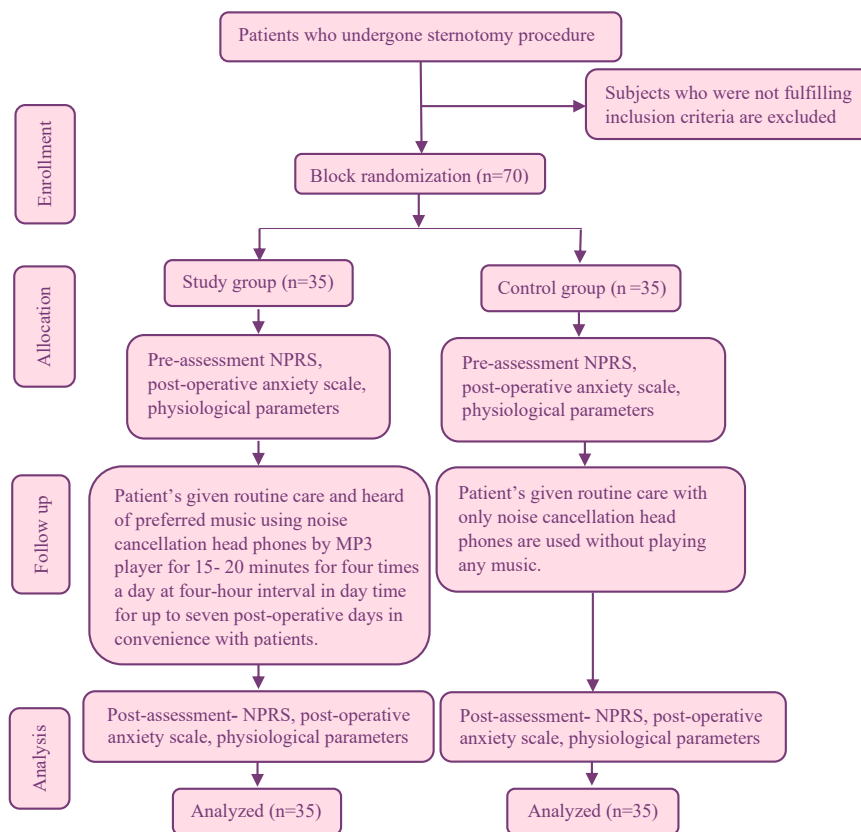 Patients who undergone sternotomy procedure
Subjects who were not fulfilling
inclusion criteria are excluded
Enrollment
Block randomization (n=70)
Study group (n=35)
Control group (n =35)
Allocation
Pre-assessment NPRS,
post-operative anxiety scale,
physiological parameters
Pre-assessment NPRS,
post-operative anxiety scale,
physiological parameters
Follow up
Patient’s given routine care and heard
of preferred music using noise
cancellation head phones by MP3
player for 15- 20 minutes for four times
a day at four-hour interval in day time
for up to seven post-operative days in
convenience with patients.
Patient’s given routine care with
only noise cancellation head
phones are used without playing
any music.
Analysis
Post-assessment- NPRS, post-operative
anxiety scale, physiological parameters
Post-assessment- NPRS, post-operative
anxiety scale, physiological parameters
Analyzed (n=35)
Analyzed (n=35)